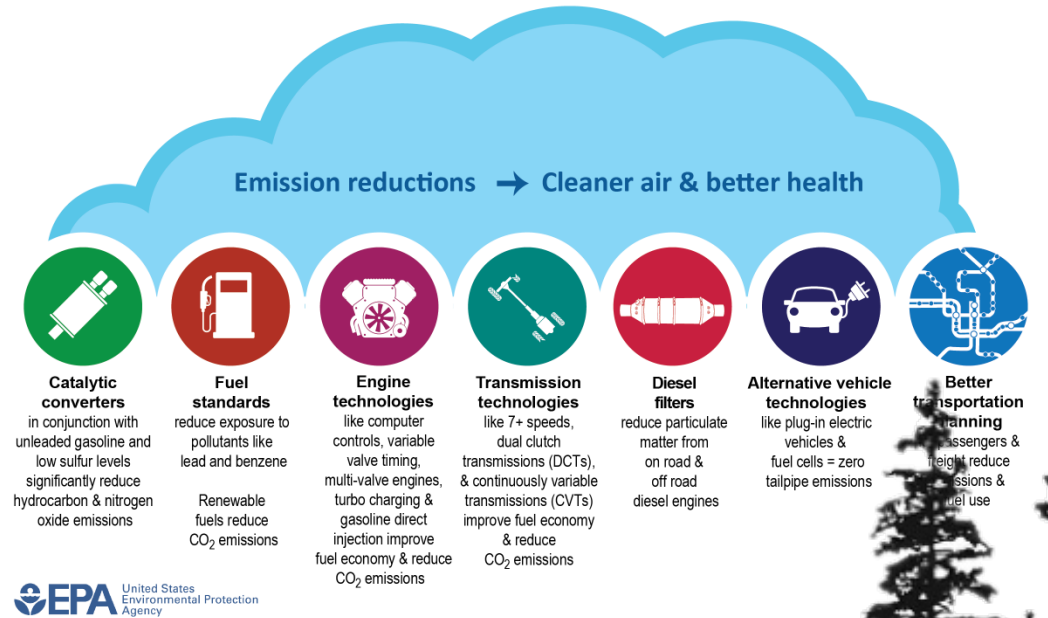 Emission reductions → Cleaner air & better health
Catalytic
converters
in conjunction with
unleaded gasoline and
low sulfur levels
significantly reduce
hydrocarbon & nitrogen
oxide emissions
Fuel
standards
reduce exposure to
pollutants like
lead and benzene
Renewable
fuels reduce
CO₂ emissions
Engine
technologies
like computer
controls, variable
valve timing,
multi-valve engines,
turbo charging &
gasoline direct
injection improve
fuel economy & reduce
CO₂ emissions
Transmission
technologies
like 7+ speeds,
dual clutch
transmissions (DCTs),
& continuously variable
transmissions (CVTs)
improve fuel economy
& reduce
CO₂ emissions
Diesel
filters
reduce particulate
matter from
on road &
off road
diesel engines
Alternative vehicle
technologies
like plug-in electric
vehicles &
fuel cells = zero
tailpipe emissions
Better
transportation
&
freight reduce
&
use
EPA
United States
Environmental Protection
Agency